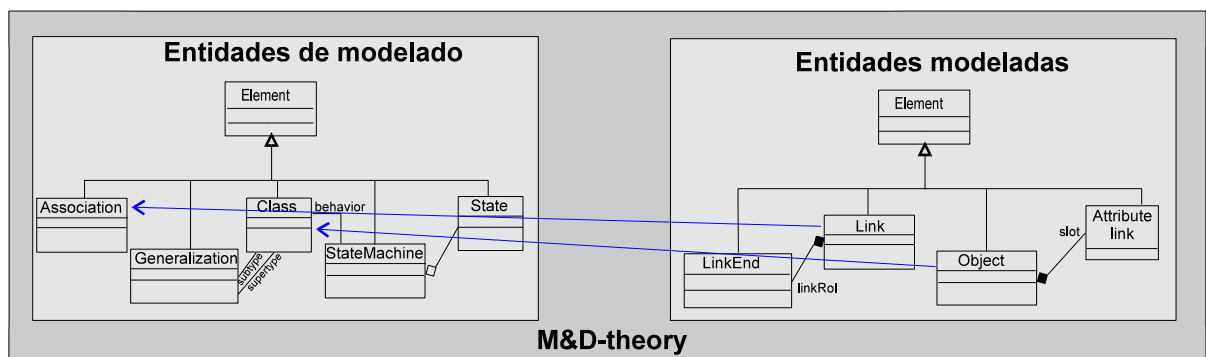 Entidades de modelado
Element
Association
Class
behavior
State
Generalization
subtype
supertype
StateMachine
Entidades modeladas
Element
Link
Attribute
link
slot
LinkEnd
linkRol
Object
M&D-theory